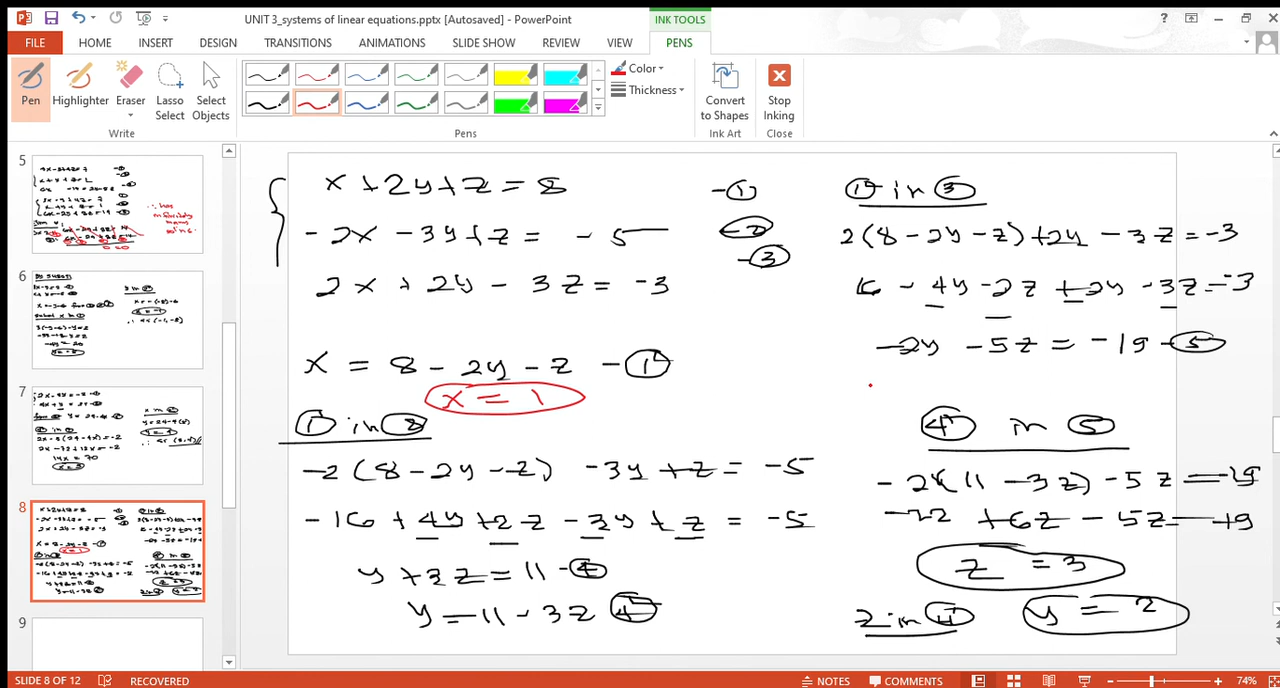 UNIT 3_systems of linear equations.pptx [Autosaved] - PowerPoint
INK TOOLS
FILE HOME INSERT DESIGN TRANSITIONS ANIMATIONS SLIDE SHOW REVIEW VIEW PENS
Pen Highlighter Eraser Lasso Select Select Objects
Color
Thickness
Convert to Shapes Stop Inking
Write Pens Ink Art Close
5
6
7
8
9
x + 2y + z = 8 - ①
- 2x - 3y + z = - 5 - ②
2x + 2y - 3z = -3 - ③
x = 8 - 2y - z - ①'
x = 1
①' in ②
-2(8 - 2y - z) - 3y + z = -5
-16 + 4y + 2z - 3y + z = -5
y + 3z = 11 - ④
y = 11 - 3z ④'
①' in ③
2(8 - 2y - z) + 2y - 3z = -3
16 - 4y - 2z + 2y - 3z = -3
-2y - 5z = -19 - ⑤
④' in ⑤
-2(11 - 3z) - 5z = -19
-22 + 6z - 5z = -19
z = 3
z in ④' y = 2
SLIDE 8 OF 12 RECOVERED NOTES COMMENTS 74%